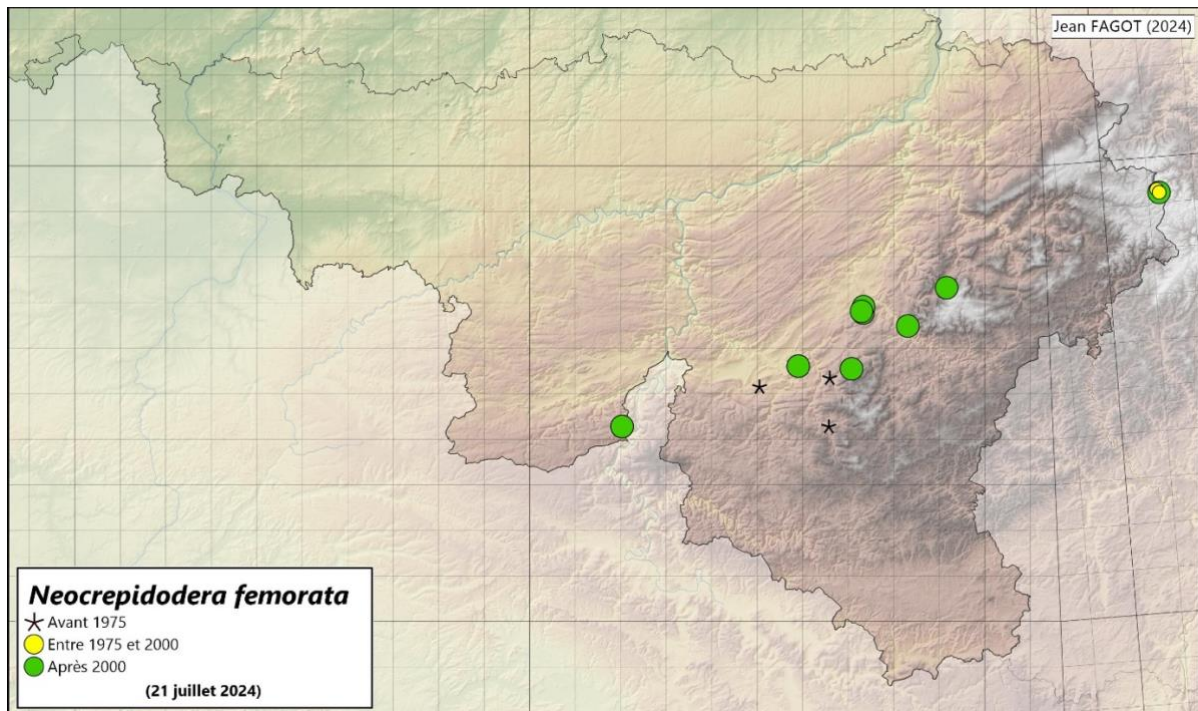 Jean FAGOT (2024)
Neocrepidodera femorata
Avant 1975
Entre 1975 et 2000
Après 2000
(21 juillet 2024)